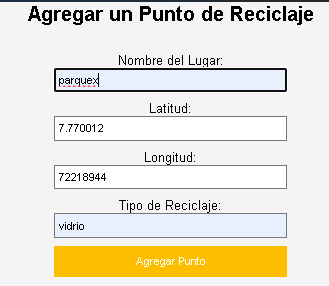 Agregar un Punto de Reciclaje
Nombre del Lugar:
parquex
Latitud:
7.770012
Longitud:
72218944
Tipo de Reciclaje:
vidrio
Agregar Punto